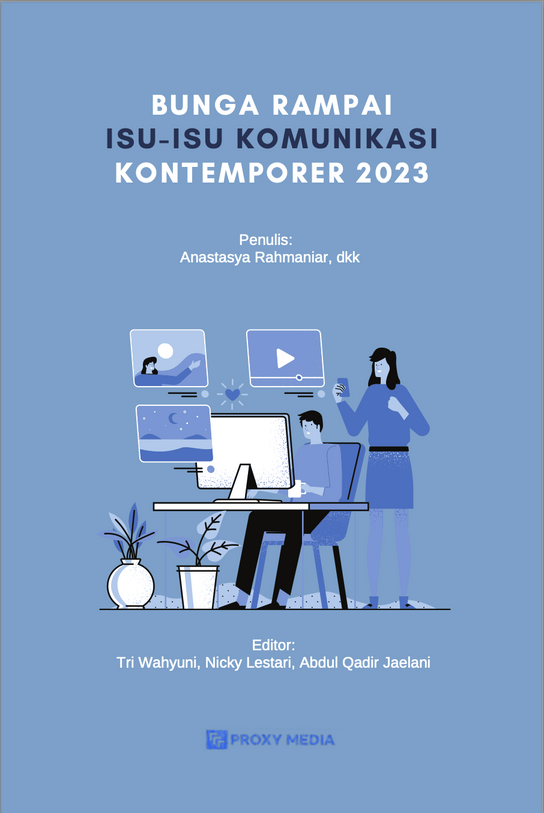 BUNGA RAMPAI
ISU-ISU KOMUNIKASI
KONTEMPORER 2023
Penulis:
Anastasya Rahmaniar, dkk
Editor:
Tri Wahyuni, Nicky Lestari, Abdul Qadir Jaelani
PROXY MEDIA